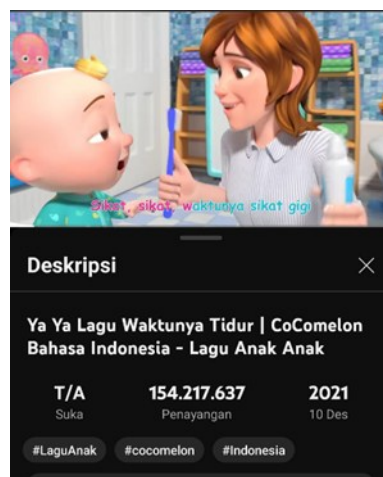 Sikat, sikat, waktunya sikat gigi
Deskripsi
Ya Ya Lagu Waktunya Tidur | CoComelon
Bahasa Indonesia - Lagu Anak Anak
T/A 154.217.637 2021
Suka Penayangan 10 Des
#LaguAnak #cocomelon #Indonesia